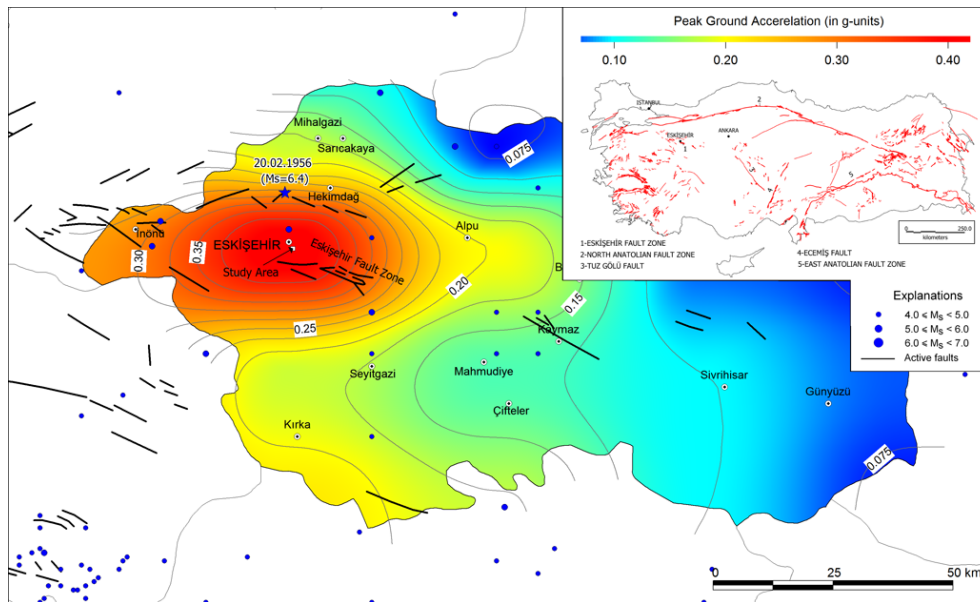 Peak Ground Accerelation (in g-units)
0.10
0.20
0.30
0.40
İSTANBUL
2
ESKİŞEHİR
1
ANKARA
3
4
5
0
250.0
kilometers
1-ESKİŞEHİR FAULT ZONE
2-NORTH ANATOLIAN FAULT ZONE
3-TUZ GÖLÜ FAULT
4-ECEMİŞ FAULT
5-EAST ANATOLIAN FAULT ZONE
Explanations
4.0 ⩽ Ms < 5.0
5.0 ⩽ Ms < 6.0
6.0 ⩽ Ms < 7.0
Active faults
Mihalgazi
Sarıcakaya
20.02.1956
(Ms=6.4)
Hekimdağ
0.075
İnönü
0.30
0.35
ESKİŞEHİR
Study Area
Eskişehir Fault Zone
Alpu
B
0.20
0.15
0.25
Kaymaz
Seyitgazi
Mahmudiye
Çifteler
Sivrihisar
Günyüzü
Kırka
0.075
0
25
50 km